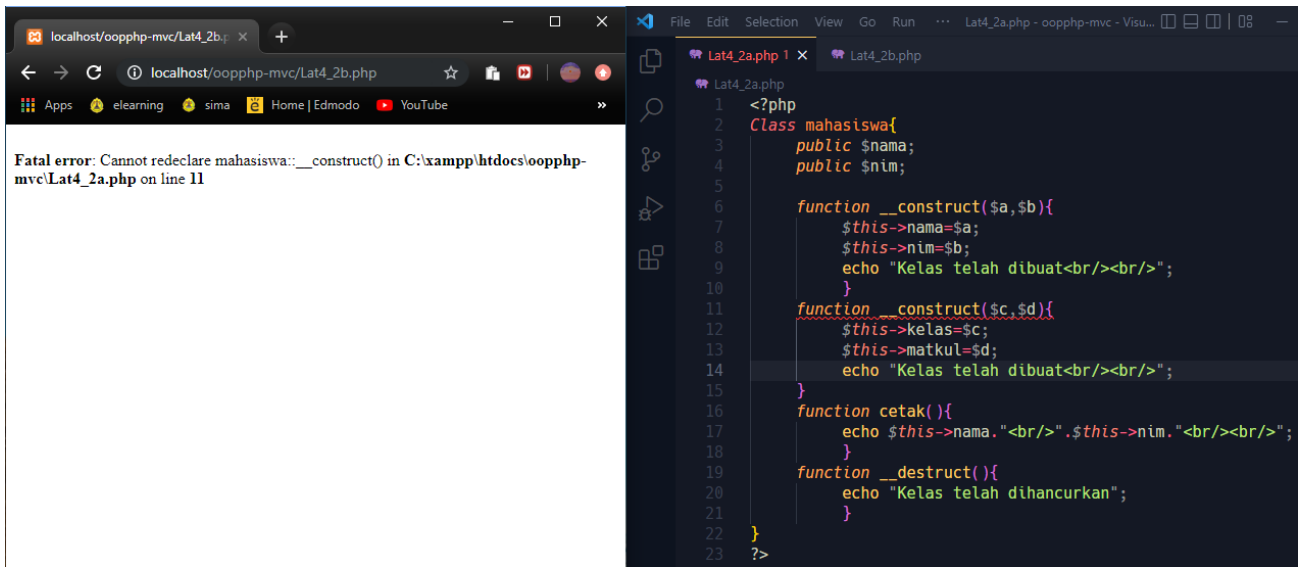 localhost/oopphp-mvc/Lat4_2b.p
localhost/oopphp-mvc/Lat4_2b.php
Apps elearning sima Home | Edmodo YouTube »
Fatal error: Cannot redeclare mahasiswa::__construct() in C:\xampp\htdocs\oopphp-
mvc\Lat4_2a.php on line 11
File Edit Selection View Go Run ··· Lat4_2a.php - oopphp-mvc - Visu...
Lat4_2a.php 1 Lat4_2b.php
Lat4_2a.php
1 <?php
2 Class mahasiswa{
3 public $nama;
4 public $nim;
5
6 function __construct($a,$b){
7 $this->nama=$a;
8 $this->nim=$b;
9 echo "Kelas telah dibuat<br/><br/>";
10 }
11 function __construct($c,$d){
12 $this->kelas=$c;
13 $this->matkul=$d;
14 echo "Kelas telah dibuat<br/><br/>";
15 }
16 function cetak(){
17 echo $this->nama."<br/>".$this->nim."<br/><br/>";
18 }
19 function __destruct(){
20 echo "Kelas telah dihancurkan";
21 }
22 }
23 ?>